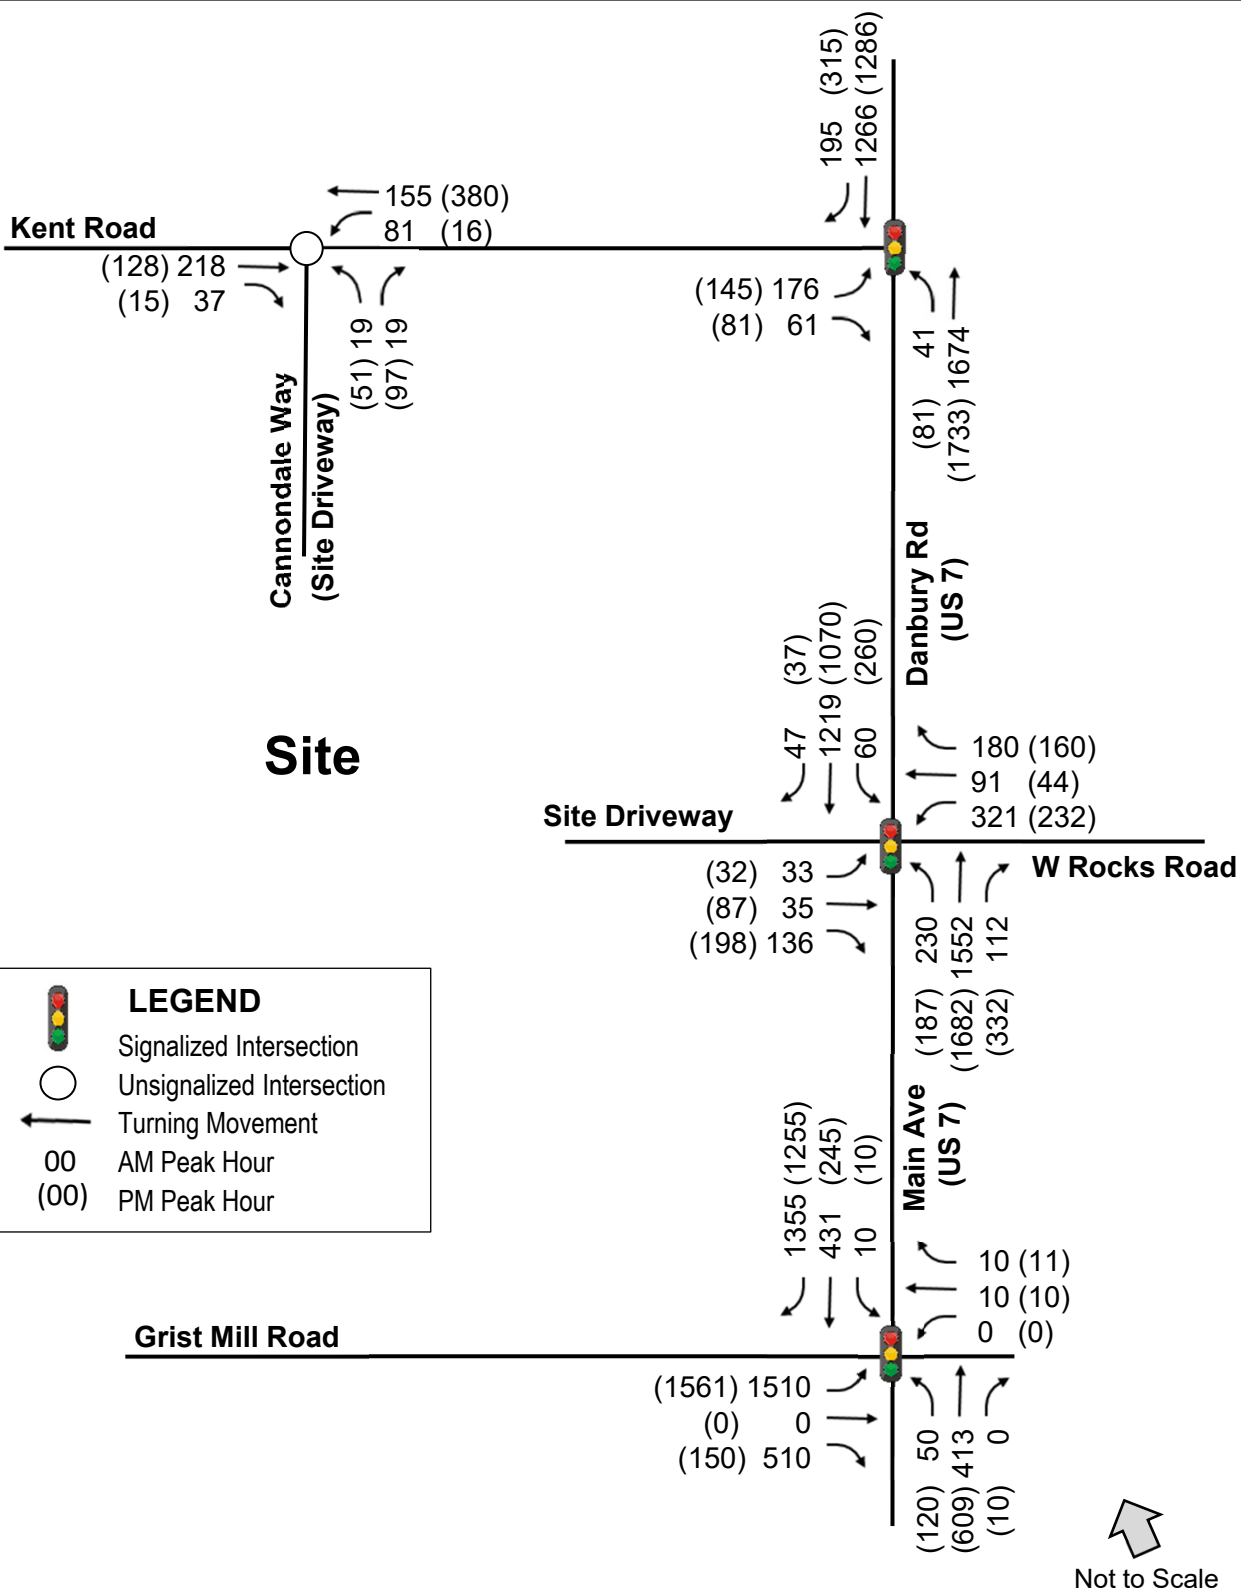 195 (315)
1266 (1286)
155 (380)
81 (16)
Kent Road
(128) 218
(15) 37
(51) 19
(97) 19
Cannondale Way
(Site Driveway)
(145) 176
(81) 61
(81) 41
(1733) 1674
Danbury Rd
(US 7)
Site
47 (37)
1219 (1070)
60 (260)
180 (160)
91 (44)
321 (232)
Site Driveway
W Rocks Road
(32) 33
(87) 35
(198) 136
(187) 230
(1682) 1552
(332) 112
LEGEND
Signalized Intersection
Unsignalized Intersection
Turning Movement
00 AM Peak Hour
(00) PM Peak Hour
Main Ave
(US 7)
1355 (1255)
431 (245)
10 (10)
10 (11)
10 (10)
0 (0)
Grist Mill Road
(1561) 1510
(0) 0
(150) 510
(120) 50
(609) 413
(10) 0
Not to Scale